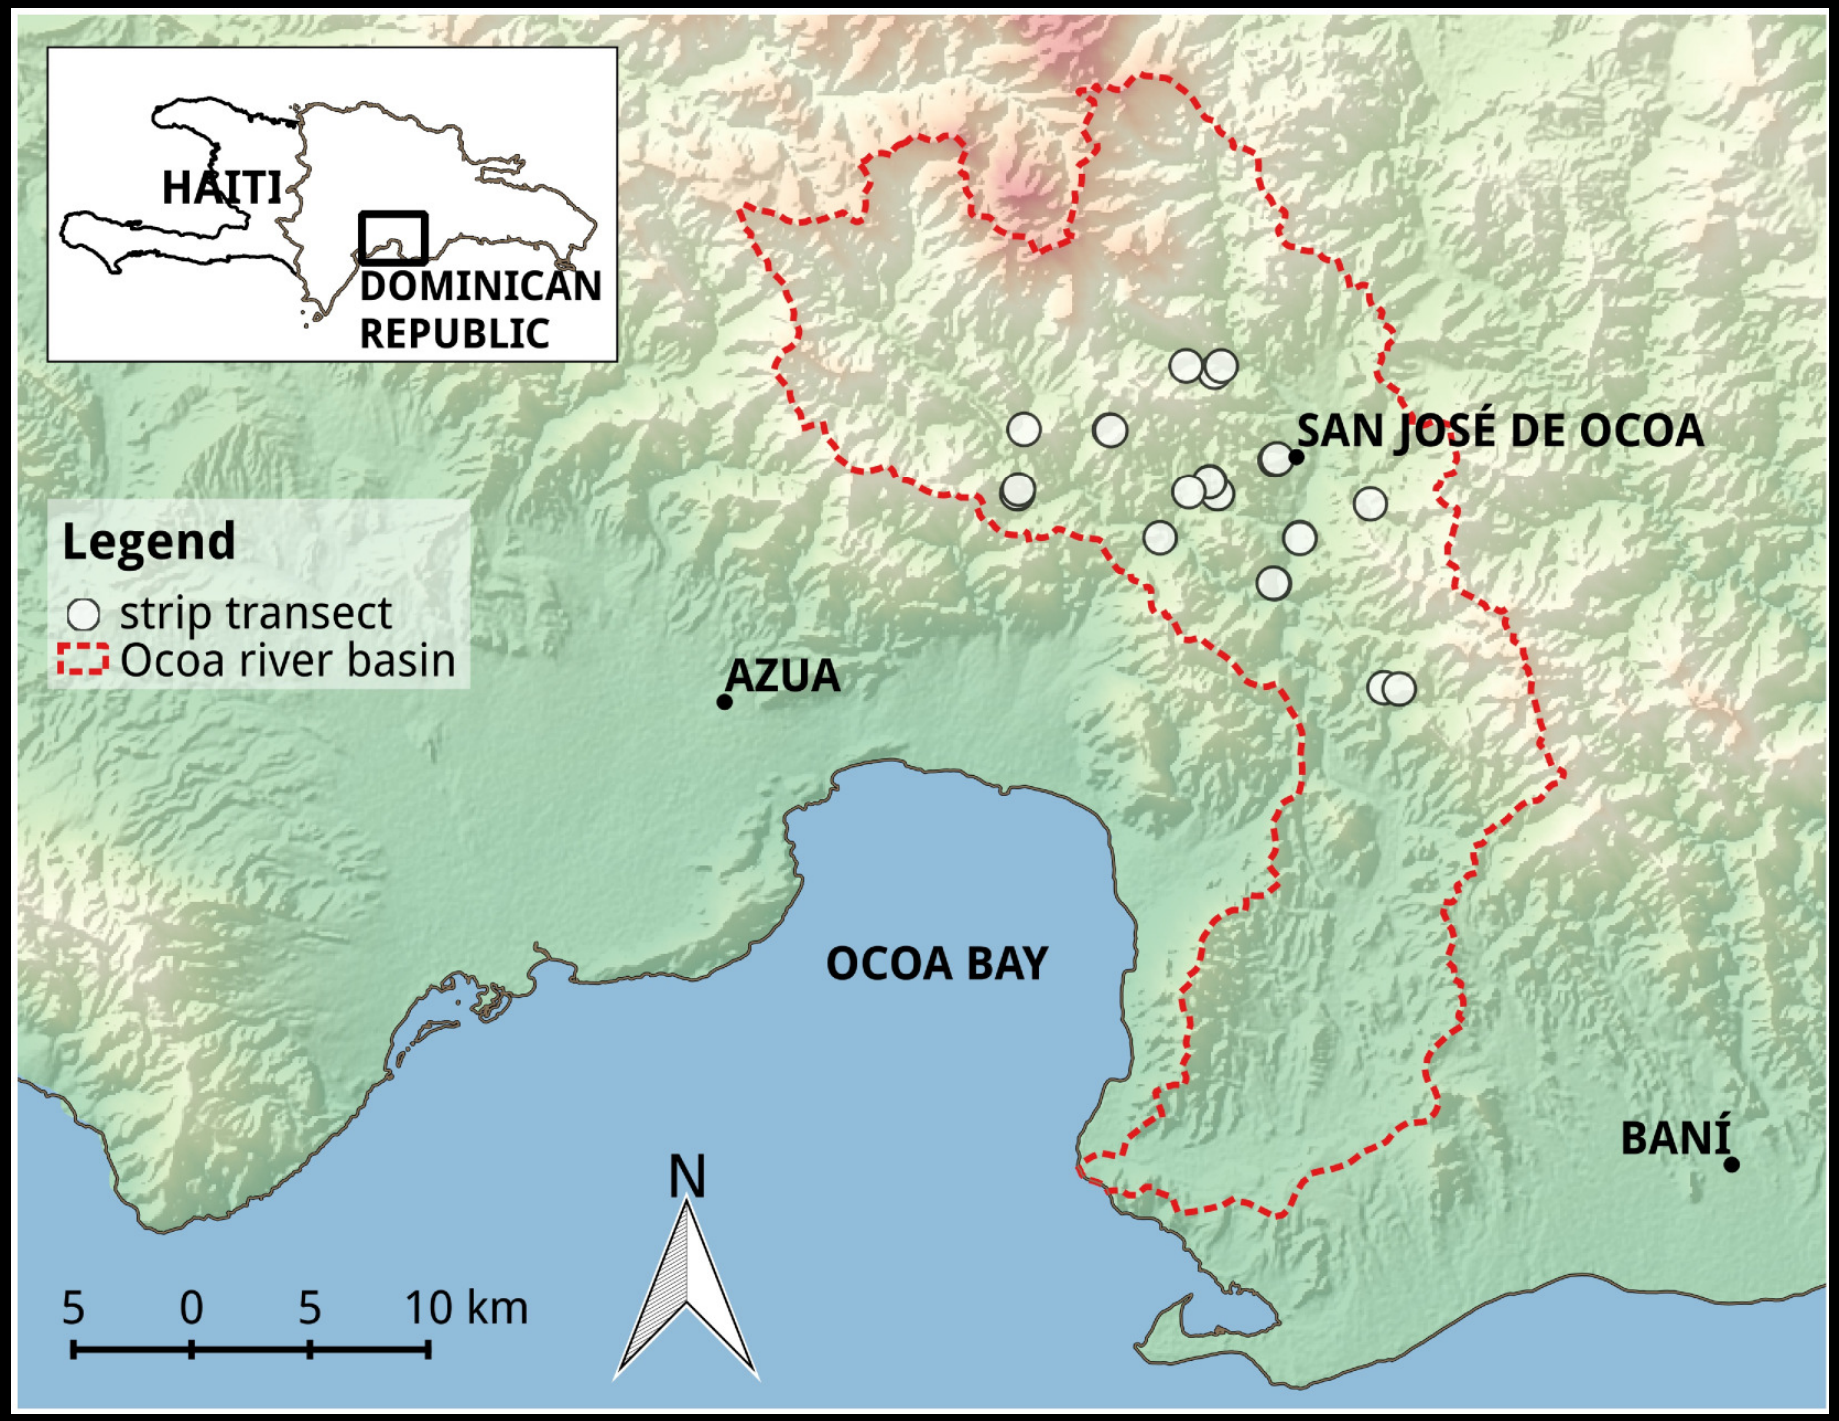 HAITI
DOMINICAN
REPUBLIC
SAN JOSÉ DE OCOA
Legend
strip transect
Ocoa river basin
AZUA
OCOA BAY
BANÍ
N
5 0 5 10 km